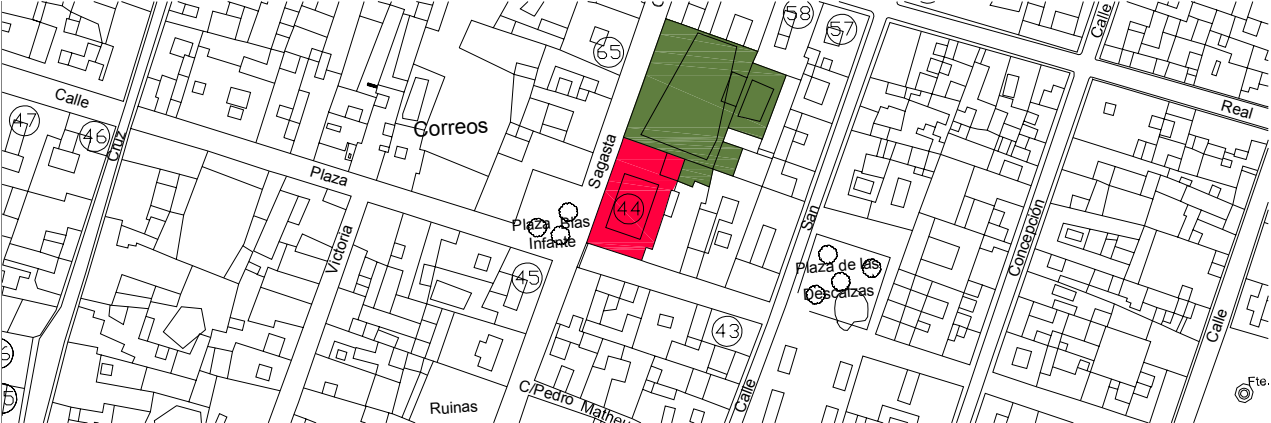 58
57
65
Calle
Real
Calle
47
46
Cruz
Correos
Sagasta
Plaza
44
Plaza Blas
Infante
San
Concepción
Victoria
45
Plaza de las
Descalzas
43
Calle
Fte.
Calle
C/Pedro Matheu
Ruinas